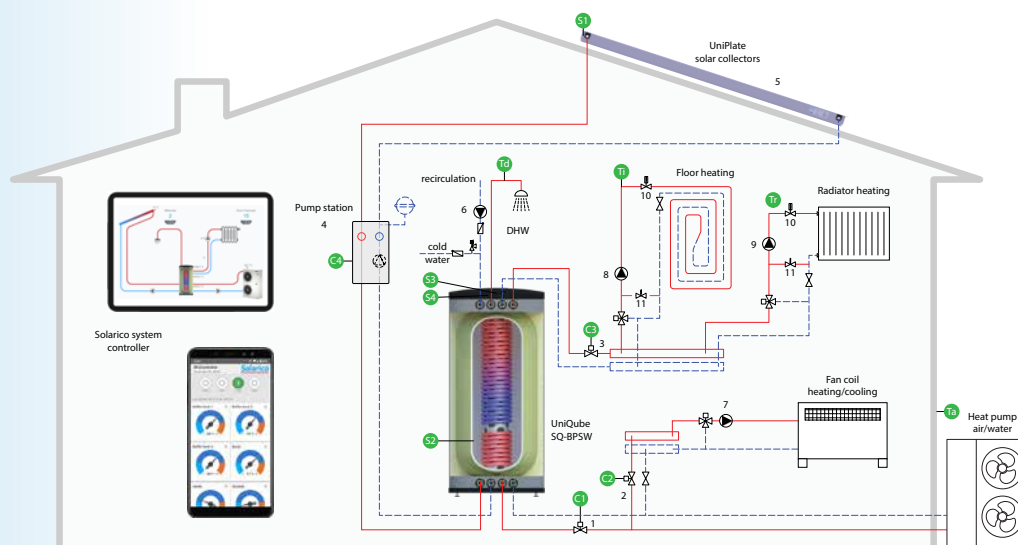 S1
UniPlate
solar collectors
5
Td
Ti
Floor heating
recirculation
10
Radiator heating
Tr
10
6
Pump station
4
DHW
9
cold
water
C4
11
8
S3
S4
11
C3
3
Solarico system
controller
Solarico
Fan coil
heating/cooling
7
Ta
Heat pump
air/water
UniQube
SQ-BPSW
S2
C2
2
C1
1